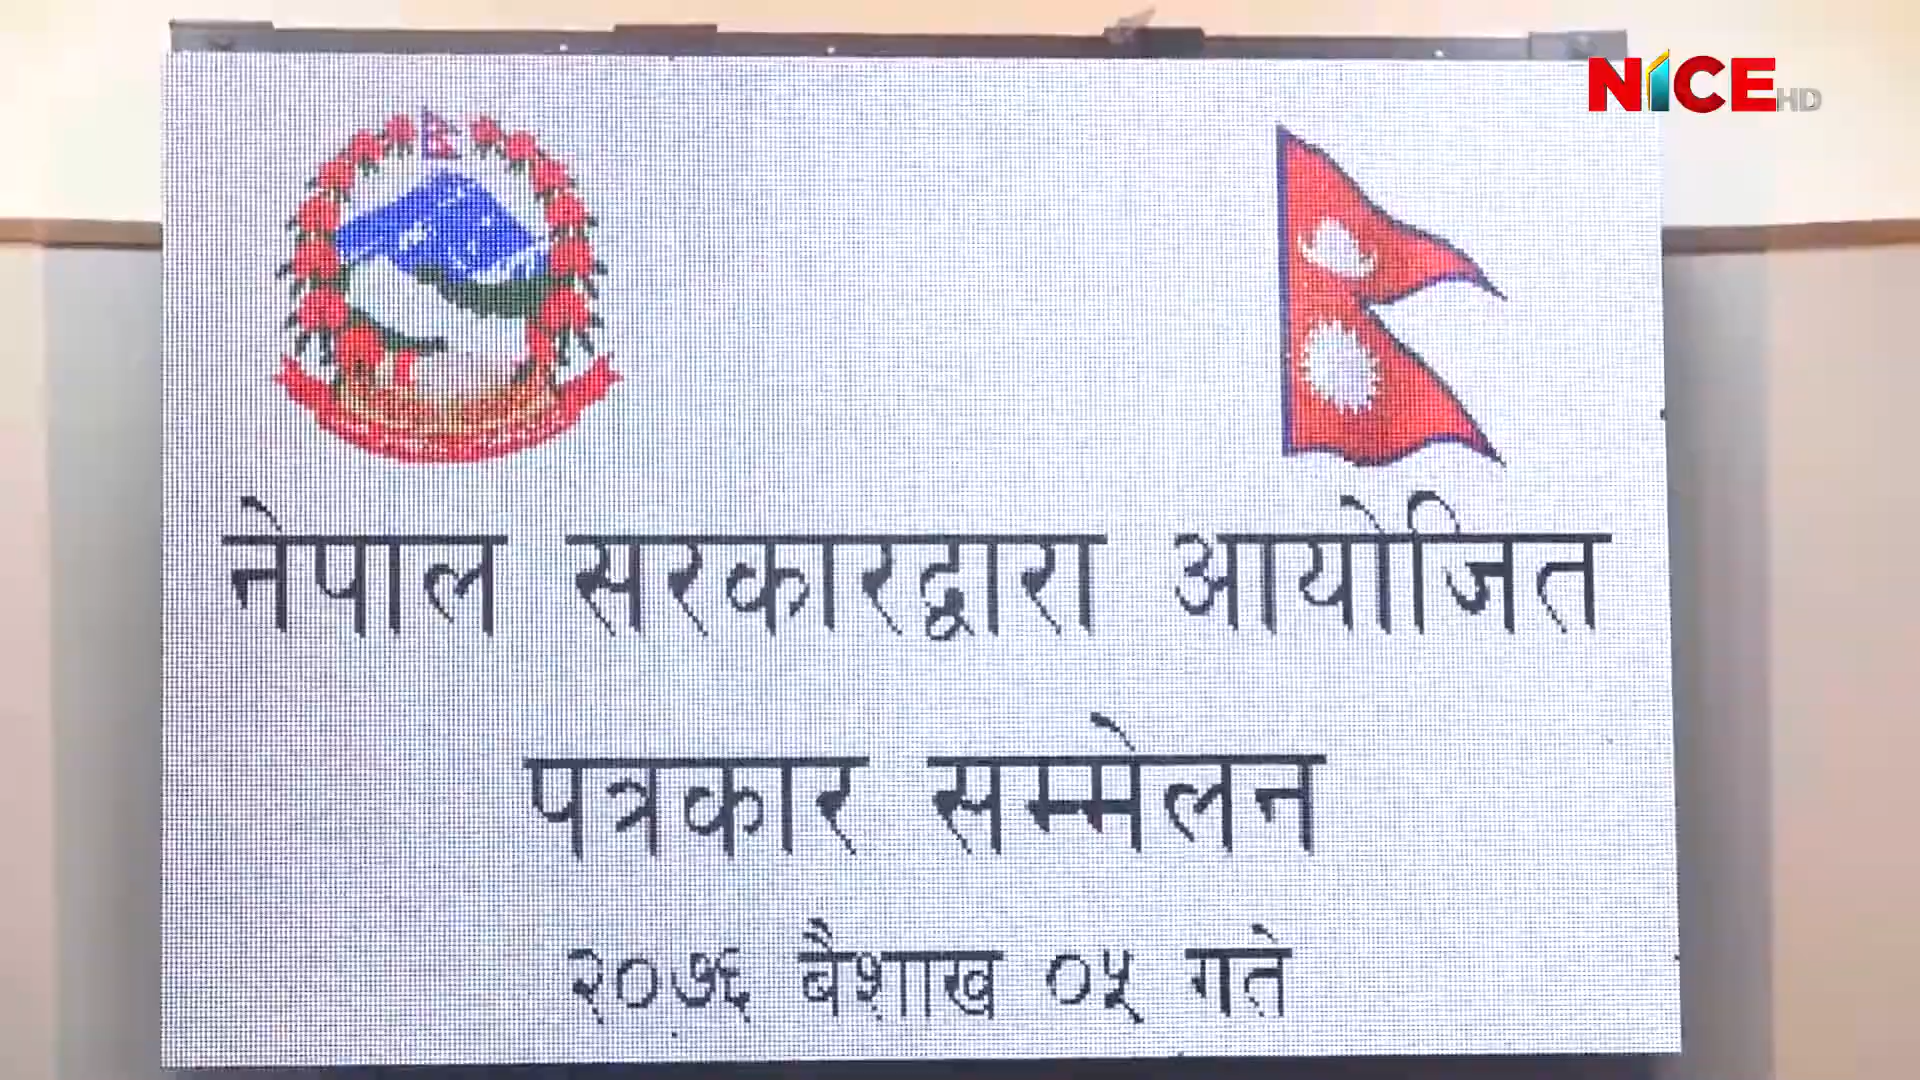 NICE HD
नेपाल सरकारद्वारा आयोजित
पत्रकार सम्मेलन
२०७६ बैशाख ०५ गते